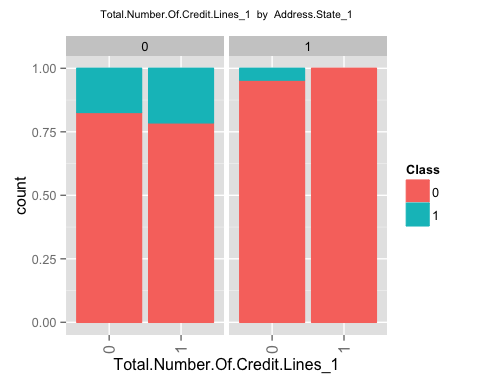 Total.Number.Of.Credit.Lines_1 by Address.State_1
0 1
1.00
0.75
0.50
0.25
0.00
count
0 1 0 1
Total.Number.Of.Credit.Lines_1
Class
0
1